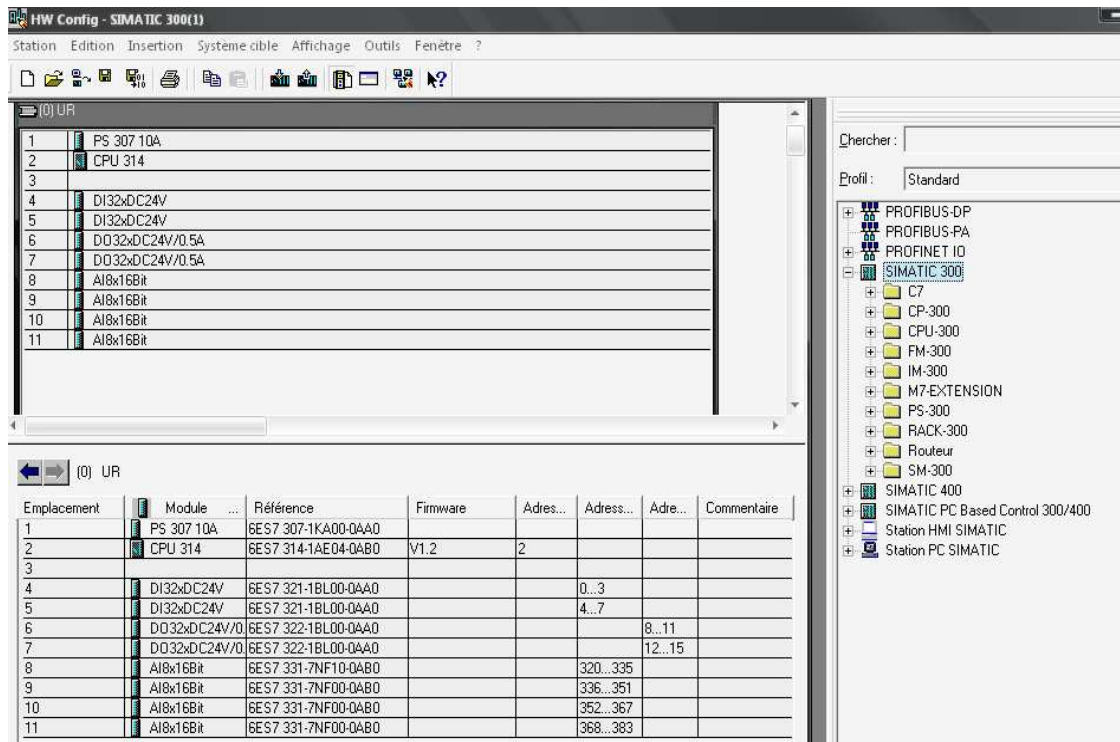 HW Config - SIMATIC 300(1)
Station Edition Insertion Système cible Affichage Outils Fenêtre ?
(0) UR
1 PS 307 10A
2 CPU 314
3
4 DI32xDC24V
5 DI32xDC24V
6 DO32xDC24V/0.5A
7 DO32xDC24V/0.5A
8 AI8x16Bit
9 AI8x16Bit
10 AI8x16Bit
11 AI8x16Bit
(0) UR
Emplacement Module ... Référence Firmware Adres... Adress... Adre... Commentaire
1 PS 307 10A 6ES7 307-1KA00-0AA0
2 CPU 314 6ES7 314-1AE04-0AB0 V1.2 2
3
4 DI32xDC24V 6ES7 321-1BL00-0AA0 0...3
5 DI32xDC24V 6ES7 321-1BL00-0AA0 4...7
6 DO32xDC24V/0. 6ES7 322-1BL00-0AA0 8...11
7 DO32xDC24V/0. 6ES7 322-1BL00-0AA0 12...15
8 AI8x16Bit 6ES7 331-7NF10-0AB0 320...335
9 AI8x16Bit 6ES7 331-7NF00-0AB0 336...351
10 AI8x16Bit 6ES7 331-7NF00-0AB0 352...367
11 AI8x16Bit 6ES7 331-7NF00-0AB0 368...383
Chercher :
Profil : Standard
PROFIBUS-DP
PROFIBUS-PA
PROFINET IO
SIMATIC 300
C7
CP-300
CPU-300
FM-300
IM-300
M7-EXTENSION
PS-300
RACK-300
Routeur
SM-300
SIMATIC 400
SIMATIC PC Based Control 300/400
Station HMI SIMATIC
Station PC SIMATIC